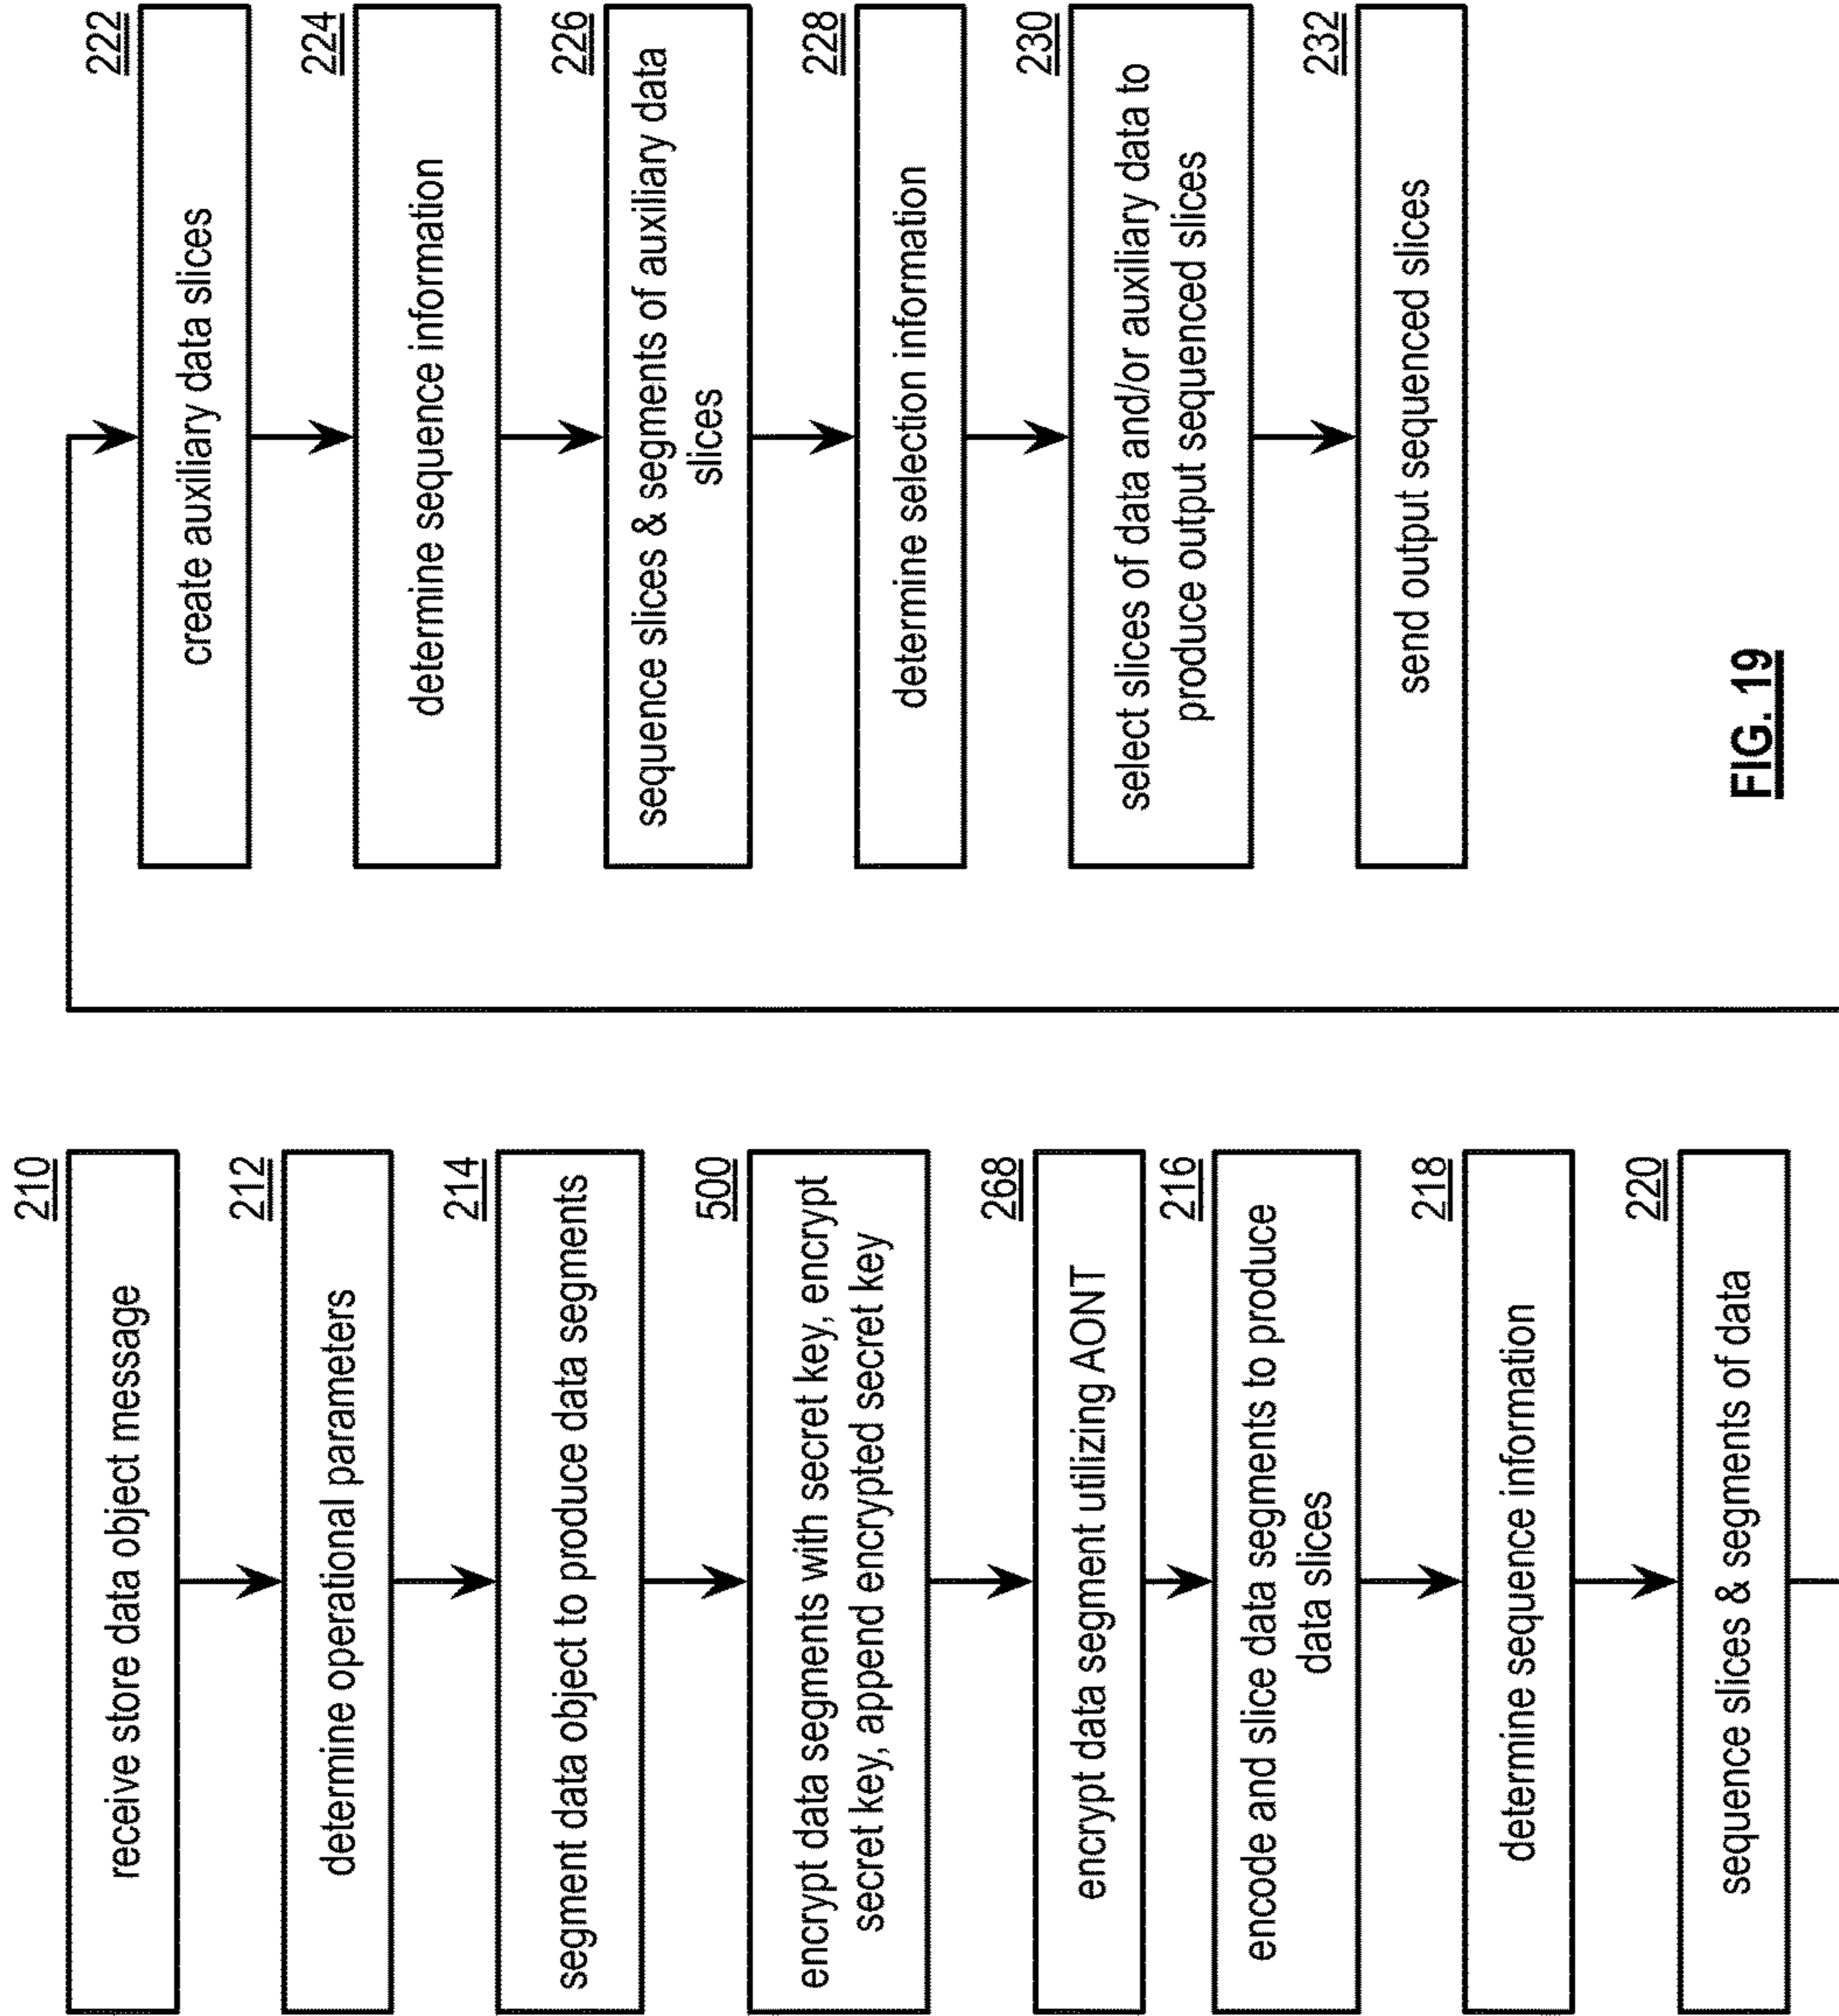 210
receive store data object message
212
determine operational parameters
214
segment data object to produce data segments
500
encrypt data segments with secret key, encrypt
secret key, append encrypted secret key
268
encrypt data segment utilizing AONT
216
encode and slice data segments to produce
data slices
218
determine sequence information
220
sequence slices & segments of data
222
create auxiliary data slices
224
determine sequence information
226
sequence slices & segments of auxiliary data
slices
228
determine selection information
230
select slices of data and/or auxiliary data to
produce output sequenced slices
232
send output sequenced slices
FIG. 19